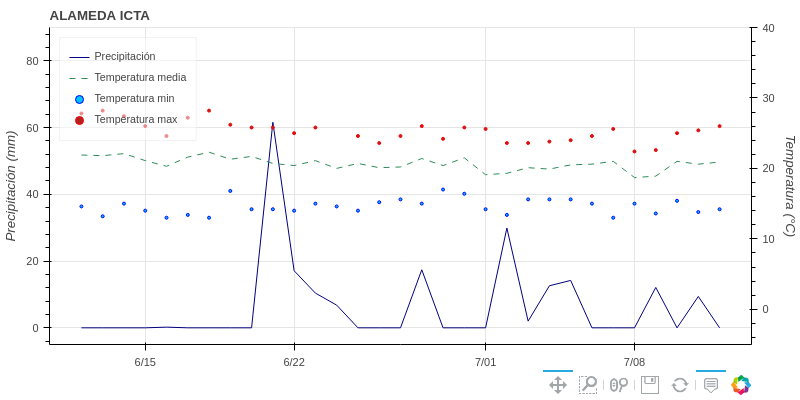 ALAMEDA ICTA
Precipitación
Temperatura media
Temperatura min
Temperatura max
Precipitación (mm)
80
60
40
20
0
Temperatura (°C)
40
30
20
10
0
6/15 6/22 7/01 7/08